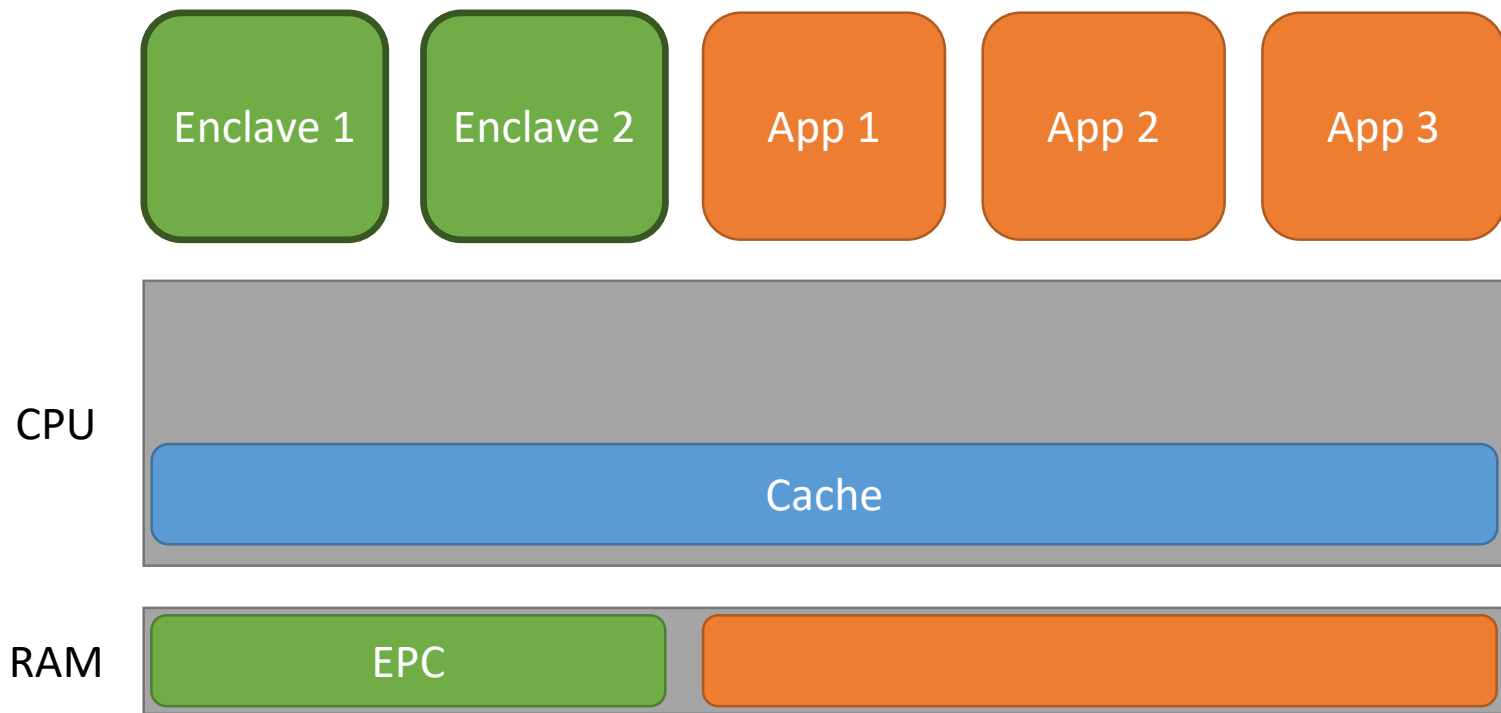 Enclave 1
Enclave 2
App 1
App 2
App 3
CPU
Cache
RAM
EPC